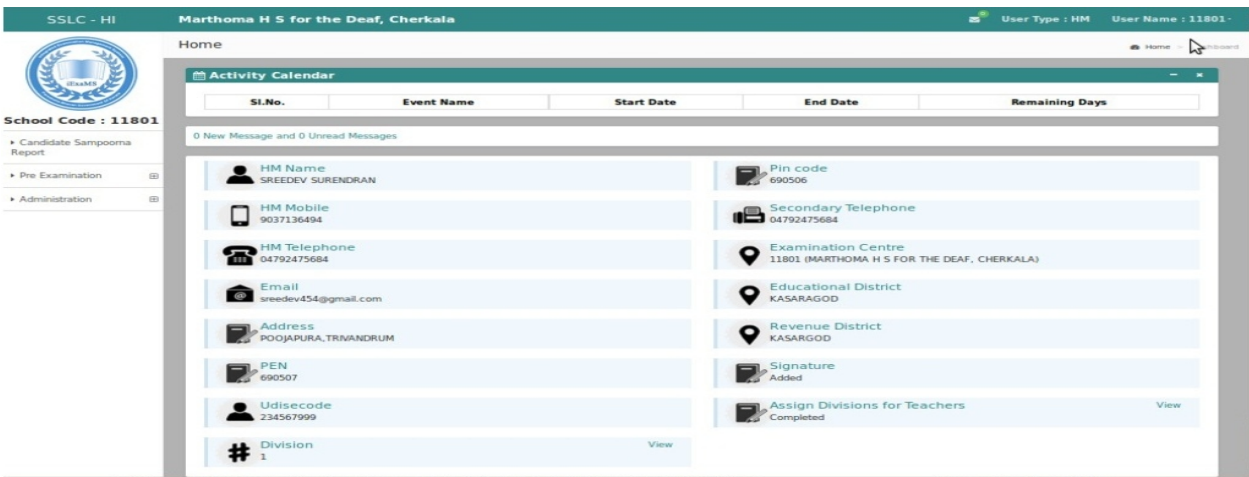 SSLC - HI
Marthoma H S for the Deaf, Cherkala
User Type : HM
User Name : 11801-
Home
Home
iExaMS
School Code : 11801
Candidate Sampoorna
Report
Pre Examination
Administration
Activity Calendar
Sl.No. Event Name Start Date End Date Remaining Days
0 New Message and 0 Unread Messages
HM Name
SREEDEV SURENDRAN
HM Mobile
9037136494
HM Telephone
04792475684
Email
sreedev454@gmail.com
Address
POOJAPURA,TRIVANDRUM
PEN
690507
Udisecode
234567999
Division View
1
Pin code
690506
Secondary Telephone
04792475684
Examination Centre
11801 (MARTHOMA H S FOR THE DEAF, CHERKALA)
Educational District
KASARAGOD
Revenue District
KASARGOD
Signature
Added
Assign Divisions for Teachers View
Completed